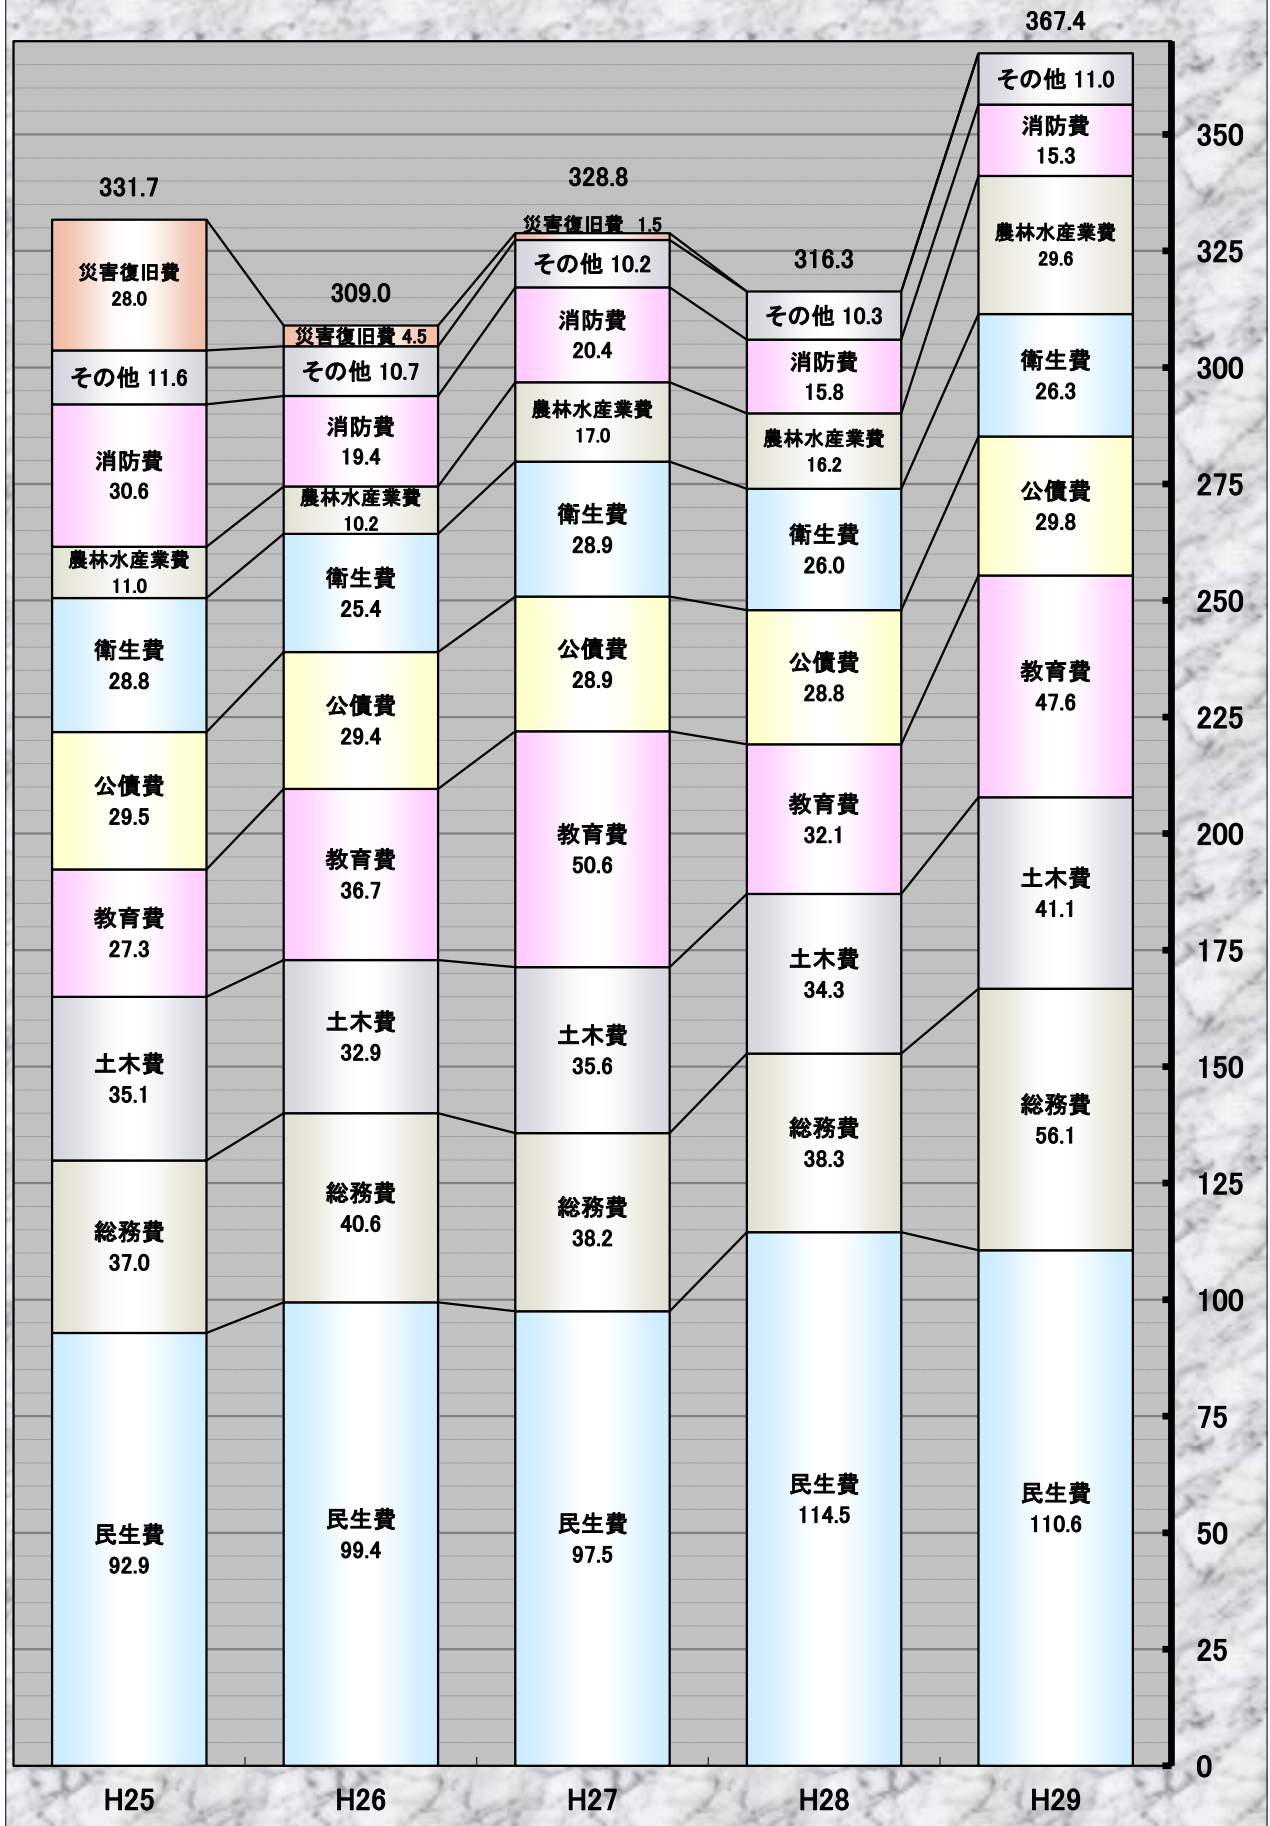 331.7
災害復旧費
28.0
その他 11.6
消防費
30.6
農林水産業費
11.0
衛生費
28.8
公債費
29.5
教育費
27.3
土木費
35.1
総務費
37.0
民生費
92.9
H25
309.0
災害復旧費 4.5
その他 10.7
消防費
19.4
農林水産業費
10.2
衛生費
25.4
公債費
29.4
教育費
36.7
土木費
32.9
総務費
40.6
民生費
99.4
H26
328.8
災害復旧費 1.5
その他 10.2
消防費
20.4
農林水産業費
17.0
衛生費
28.9
公債費
28.9
教育費
50.6
土木費
35.6
総務費
38.2
民生費
97.5
H27
316.3
その他 10.3
消防費
15.8
農林水産業費
16.2
衛生費
26.0
公債費
28.8
教育費
32.1
土木費
34.3
総務費
38.3
民生費
114.5
H28
367.4
その他 11.0
消防費
15.3
農林水産業費
29.6
衛生費
26.3
公債費
29.8
教育費
47.6
土木費
41.1
総務費
56.1
民生費
110.6
H29
350
325
300
275
250
225
200
175
150
125
100
75
50
25
0